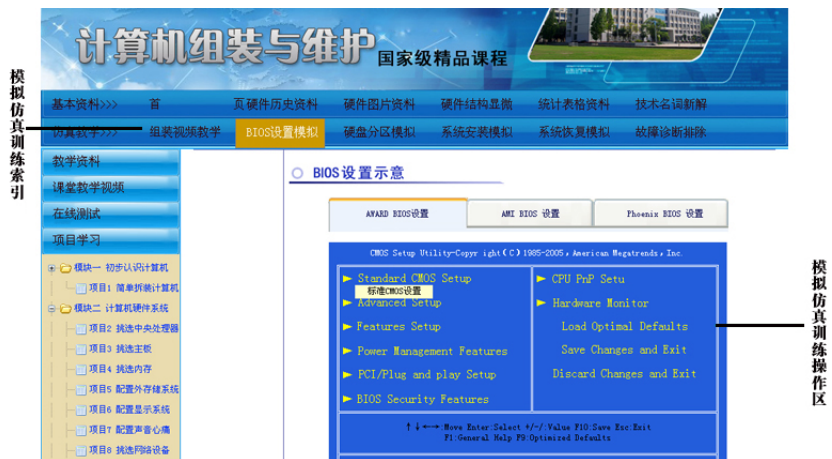 计算机组装与维护 国家级精品课程
基本资料>>> 首 页硬件历史资料 硬件图片资料 硬件结构显微 统计表格资料 技术名词新解
仿真教学>>> 组装视频教学 BIOS设置模拟 硬盘分区模拟 系统安装模拟 系统恢复模拟 故障诊断排除
模拟仿真训练索引
教学资料
课堂教学视频
在线测试
项目学习
模块一 初步认识计算机
项目1 简单拆装计算机
模块二 计算机硬件系统
项目2 挑选中央处理器
项目3 挑选主板
项目4 挑选内存
项目5 配置外存储系统
项目6 配置显示系统
项目7 配置声音心痛
项目8 挑选网络设备
BIOS设置示意
AWARD BIOS设置 AMI BIOS 设置 Phoenix BIOS 设置
CMOS Setup Utility-Copyr ight(C)1985-2005, American Megatrends, Inc.
Standard CMOS Setup
标准CMOS设置
Advanced Setup
Features Setup
Power Management Features
PCI/Plug and play Setup
BIOS Security Features
CPU PnP Setu
Hardware Monitor
Load Optimal Defaults
Save Changes and Exit
Discard Changes and Exit
↑↓←→:Move Enter:Select +/-/:Value F10:Save Esc:Exit
F1:General Help F9:Optimized Defaults
模拟仿真训练操作区